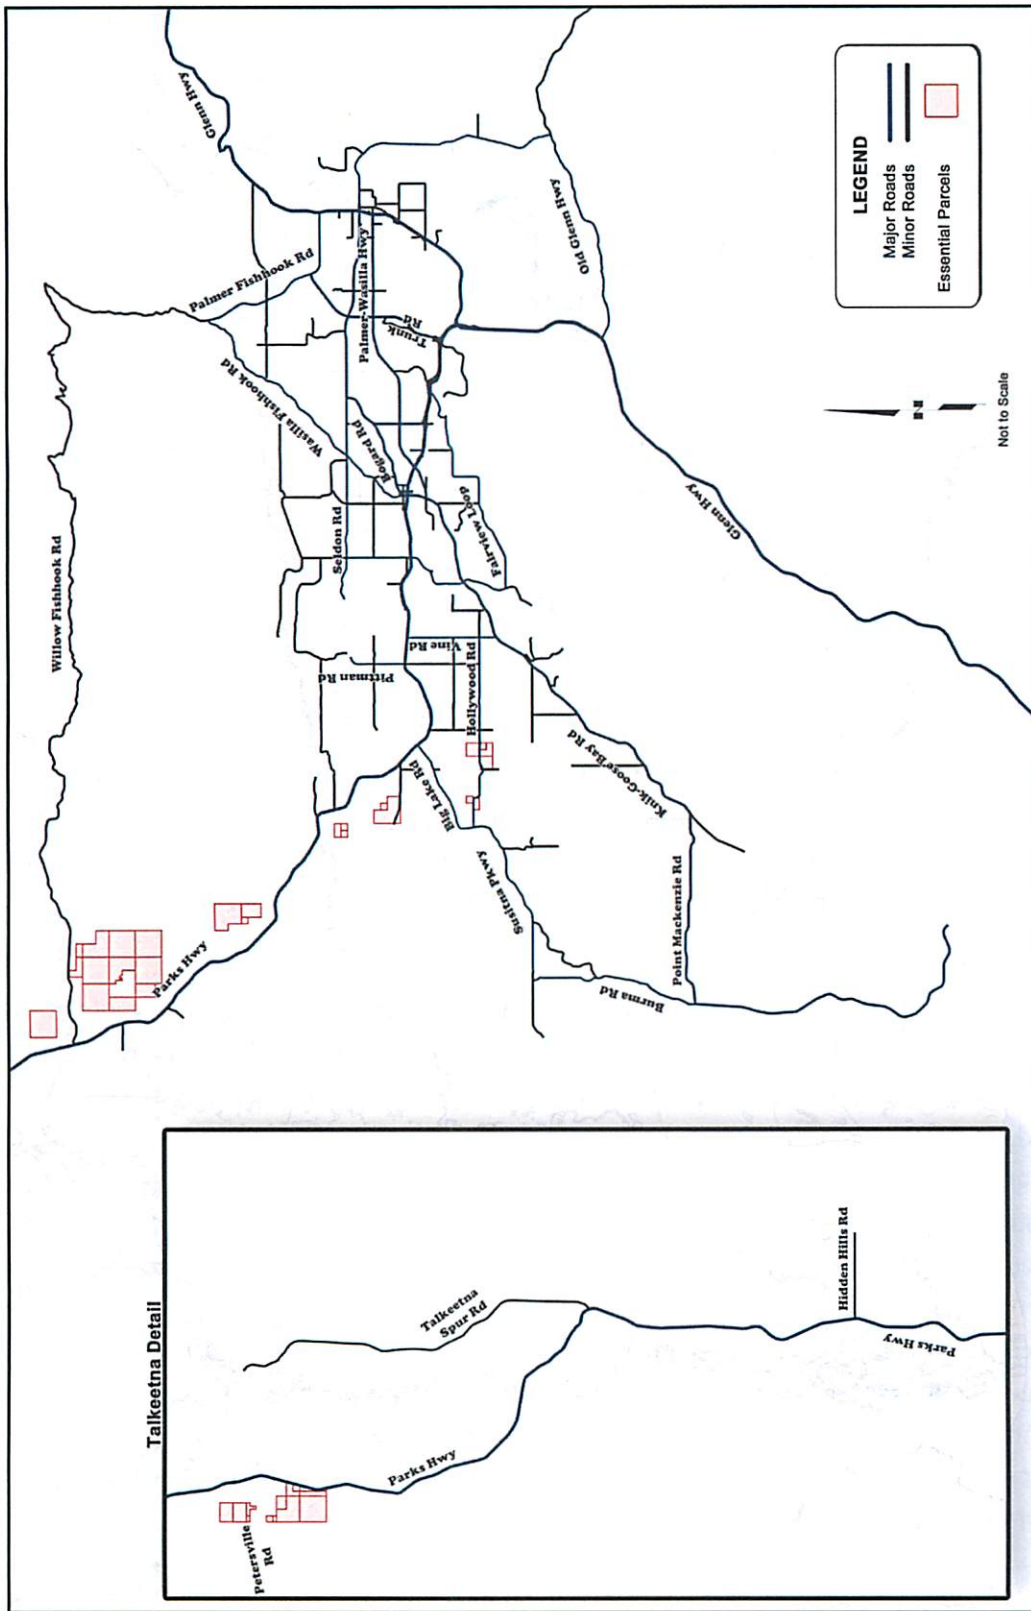 Willow Fishhook Rd
Glenn Hwy
Palmer Fishhook Rd
Wasilla Fishhook Rd
Palmer-Wasilla Hwy
Trunk
Rd
Bogard Rd
Seldon Rd
Fairview Loop
Old Glenn Hwy
Glenn Hwy
Vine Rd
Pittman Rd
Hollywood Rd
Knik-Goose Bay Rd
Big Lake Rd
Parks Hwy
Susitna Pkwy
Point Mackenzie Rd
Burma Rd
LEGEND
Major Roads
Minor Roads
Essential Parcels
N
Not to Scale
Talkeetna Detail
Talkeetna
Spur Rd
Parks Hwy
Petersville
Rd
Hidden Hills Rd
Parks Hwy